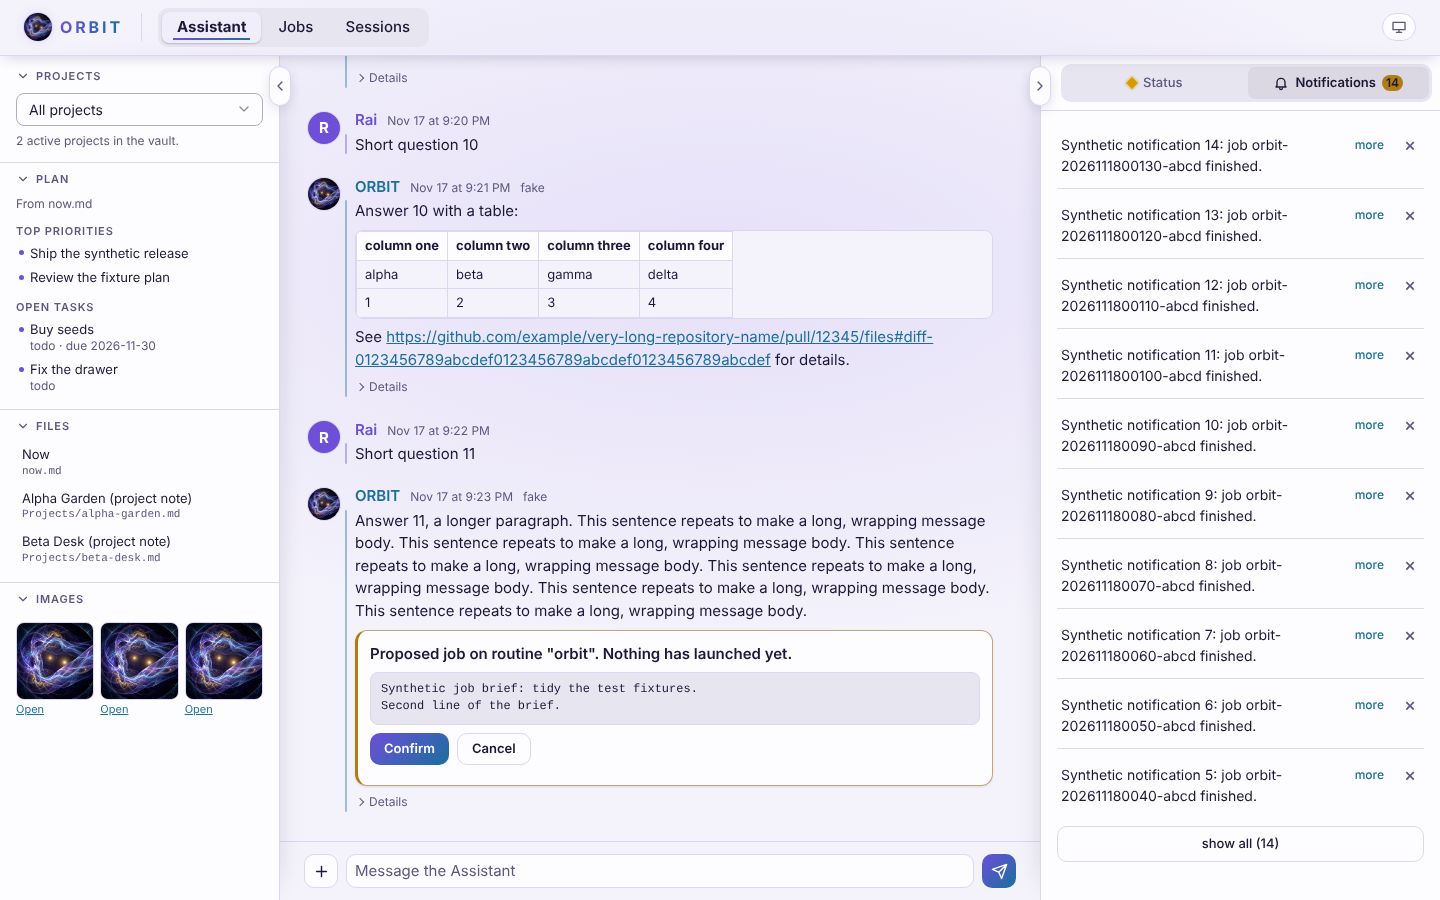 ORBIT
Assistant Jobs Sessions
PROJECTS
All projects
2 active projects in the vault.
PLAN
From now.md
TOP PRIORITIES
Ship the synthetic release
Review the fixture plan
OPEN TASKS
Buy seeds
todo · due 2026-11-30
Fix the drawer
todo
FILES
Now
now.md
Alpha Garden (project note)
Projects/alpha-garden.md
Beta Desk (project note)
Projects/beta-desk.md
IMAGES
Open Open Open
Details
R Rai Nov 17 at 9:20 PM
Short question 10
ORBIT Nov 17 at 9:21 PM fake
Answer 10 with a table:
column one column two column three column four
alpha beta gamma delta
1 2 3 4
See https://github.com/example/very-long-repository-name/pull/12345/files#diff-
0123456789abcdef0123456789abcdef0123456789abcdef for details.
Details
R Rai Nov 17 at 9:22 PM
Short question 11
ORBIT Nov 17 at 9:23 PM fake
Answer 11, a longer paragraph. This sentence repeats to make a long, wrapping message
body. This sentence repeats to make a long, wrapping message body. This sentence
repeats to make a long, wrapping message body. This sentence repeats to make a long,
wrapping message body. This sentence repeats to make a long, wrapping message body.
This sentence repeats to make a long, wrapping message body.
Proposed job on routine "orbit". Nothing has launched yet.
Synthetic job brief: tidy the test fixtures.
Second line of the brief.
Confirm Cancel
Details
Message the Assistant
Status Notifications 14
Synthetic notification 14: job orbit- more
2026111800130-abcd finished.
Synthetic notification 13: job orbit- more
2026111800120-abcd finished.
Synthetic notification 12: job orbit- more
2026111800110-abcd finished.
Synthetic notification 11: job orbit- more
2026111800100-abcd finished.
Synthetic notification 10: job orbit- more
202611180090-abcd finished.
Synthetic notification 9: job orbit- more
202611180080-abcd finished.
Synthetic notification 8: job orbit- more
202611180070-abcd finished.
Synthetic notification 7: job orbit- more
202611180060-abcd finished.
Synthetic notification 6: job orbit- more
202611180050-abcd finished.
Synthetic notification 5: job orbit- more
202611180040-abcd finished.
show all (14)